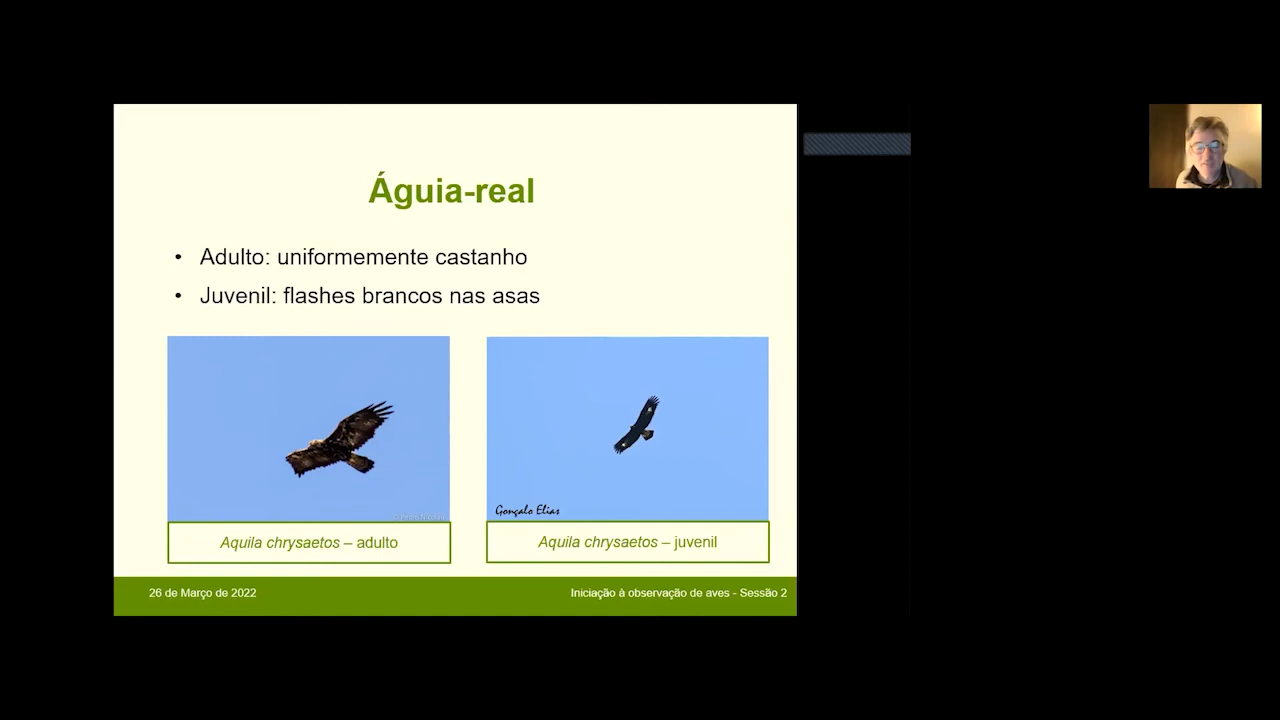 Águia-real
• Adulto: uniformemente castanho
• Juvenil: flashes brancos nas asas
Gonçalo Elias
Aquila chrysaetos – adulto
Aquila chrysaetos – juvenil
26 de Março de 2022
Iniciação à observação de aves - Sessão 2